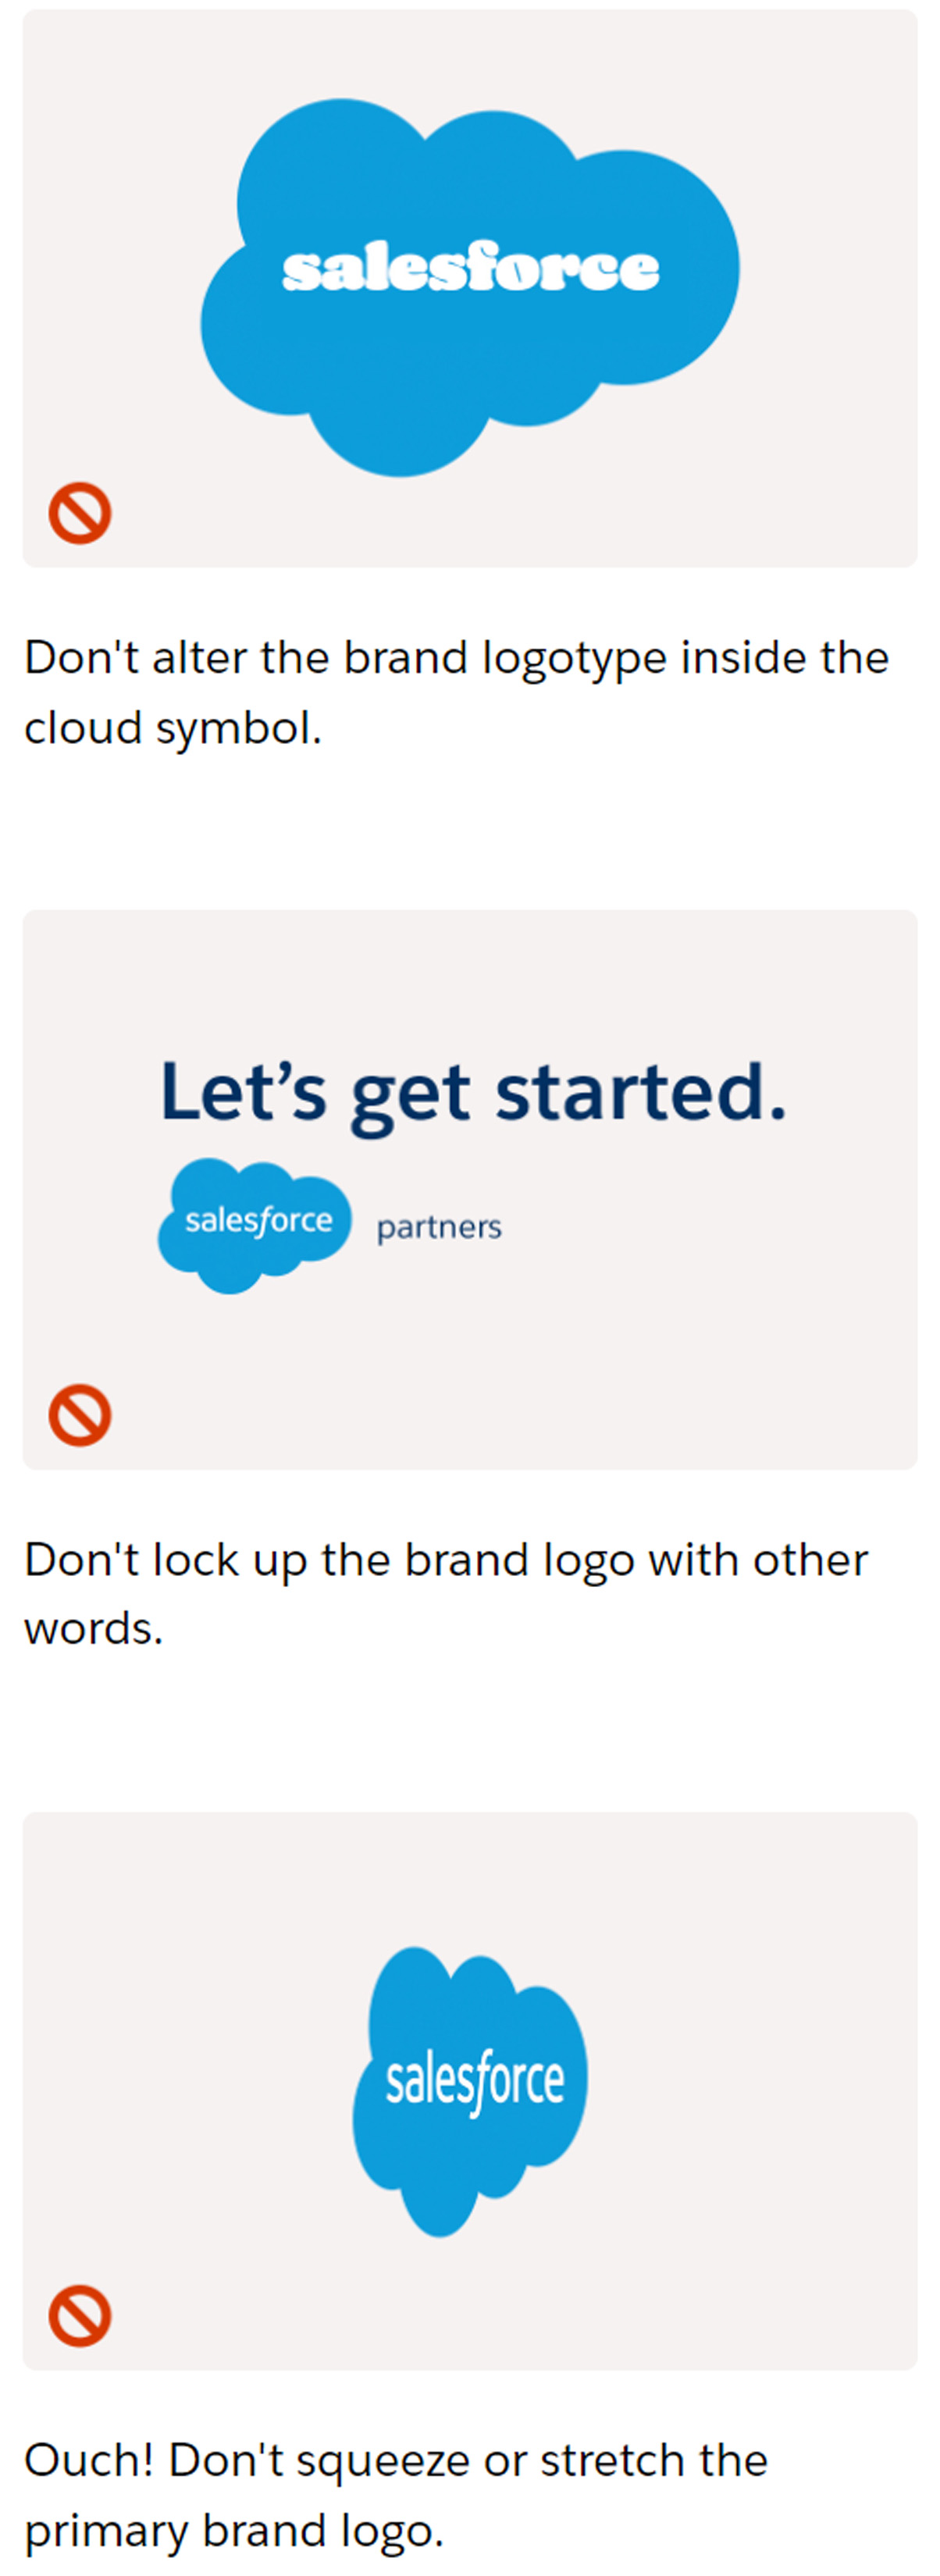 salesforce
Don't alter the brand logotype inside the
cloud symbol.
Let’s get started.
salesforce partners
Don't lock up the brand logo with other
words.
salesforce
Ouch! Don't squeeze or stretch the
primary brand logo.